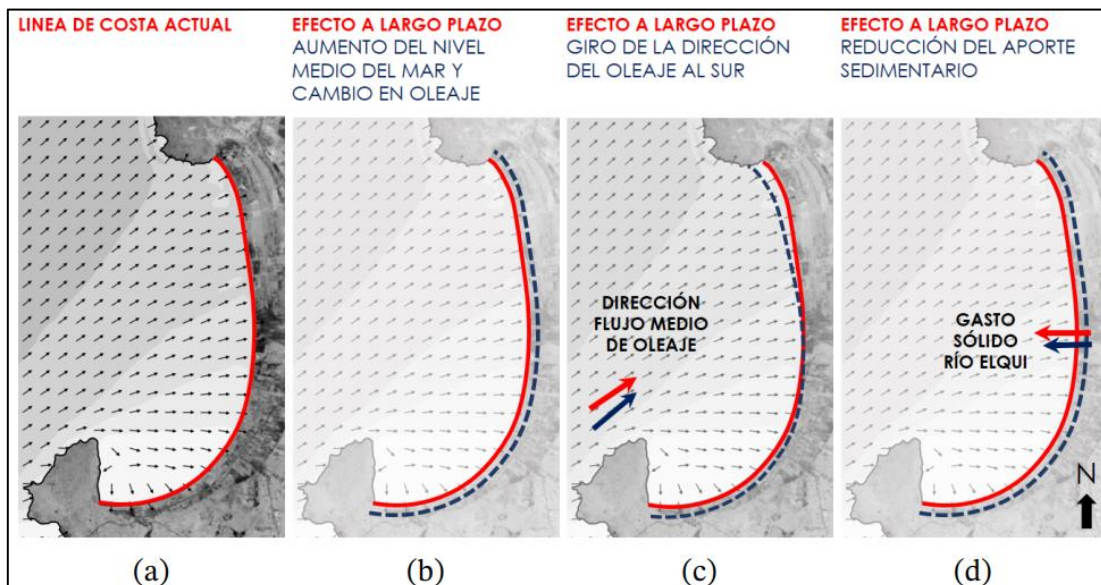 LINEA DE COSTA ACTUAL
EFECTO A LARGO PLAZO
AUMENTO DEL NIVEL
MEDIO DEL MAR Y
CAMBIO EN OLEAJE
EFECTO A LARGO PLAZO
GIRO DE LA DIRECCIÓN
DEL OLEAJE AL SUR
EFECTO A LARGO PLAZO
REDUCCIÓN DEL APORTE
SEDIMENTARIO
DIRECCIÓN
FLUJO MEDIO
DE OLEAJE
GASTO
SÓLIDO
RÍO ELQUI
N
(a)
(b)
(c)
(d)